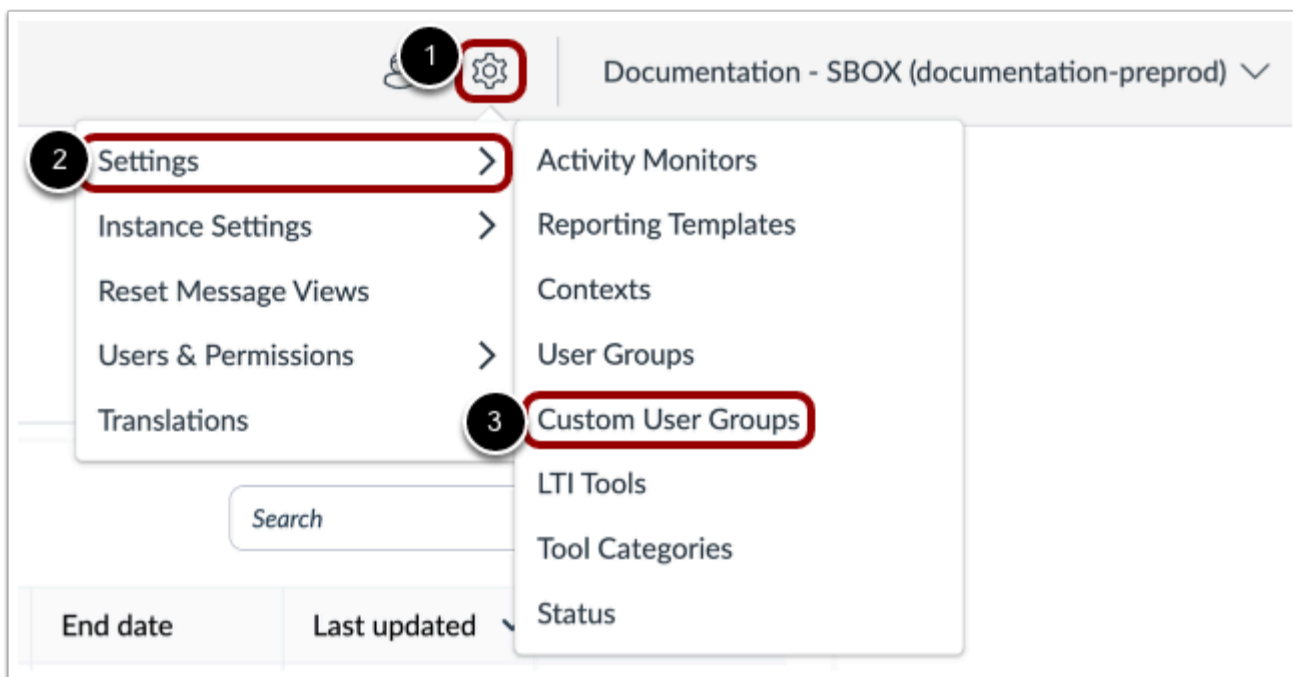 1
Documentation - SBOX (documentation-preprod)
2
Settings
Instance Settings
Reset Message Views
Users & Permissions
Translations
Activity Monitors
Reporting Templates
Contexts
User Groups
3
Custom User Groups
LTI Tools
Tool Categories
Status
Search
End date
Last updated